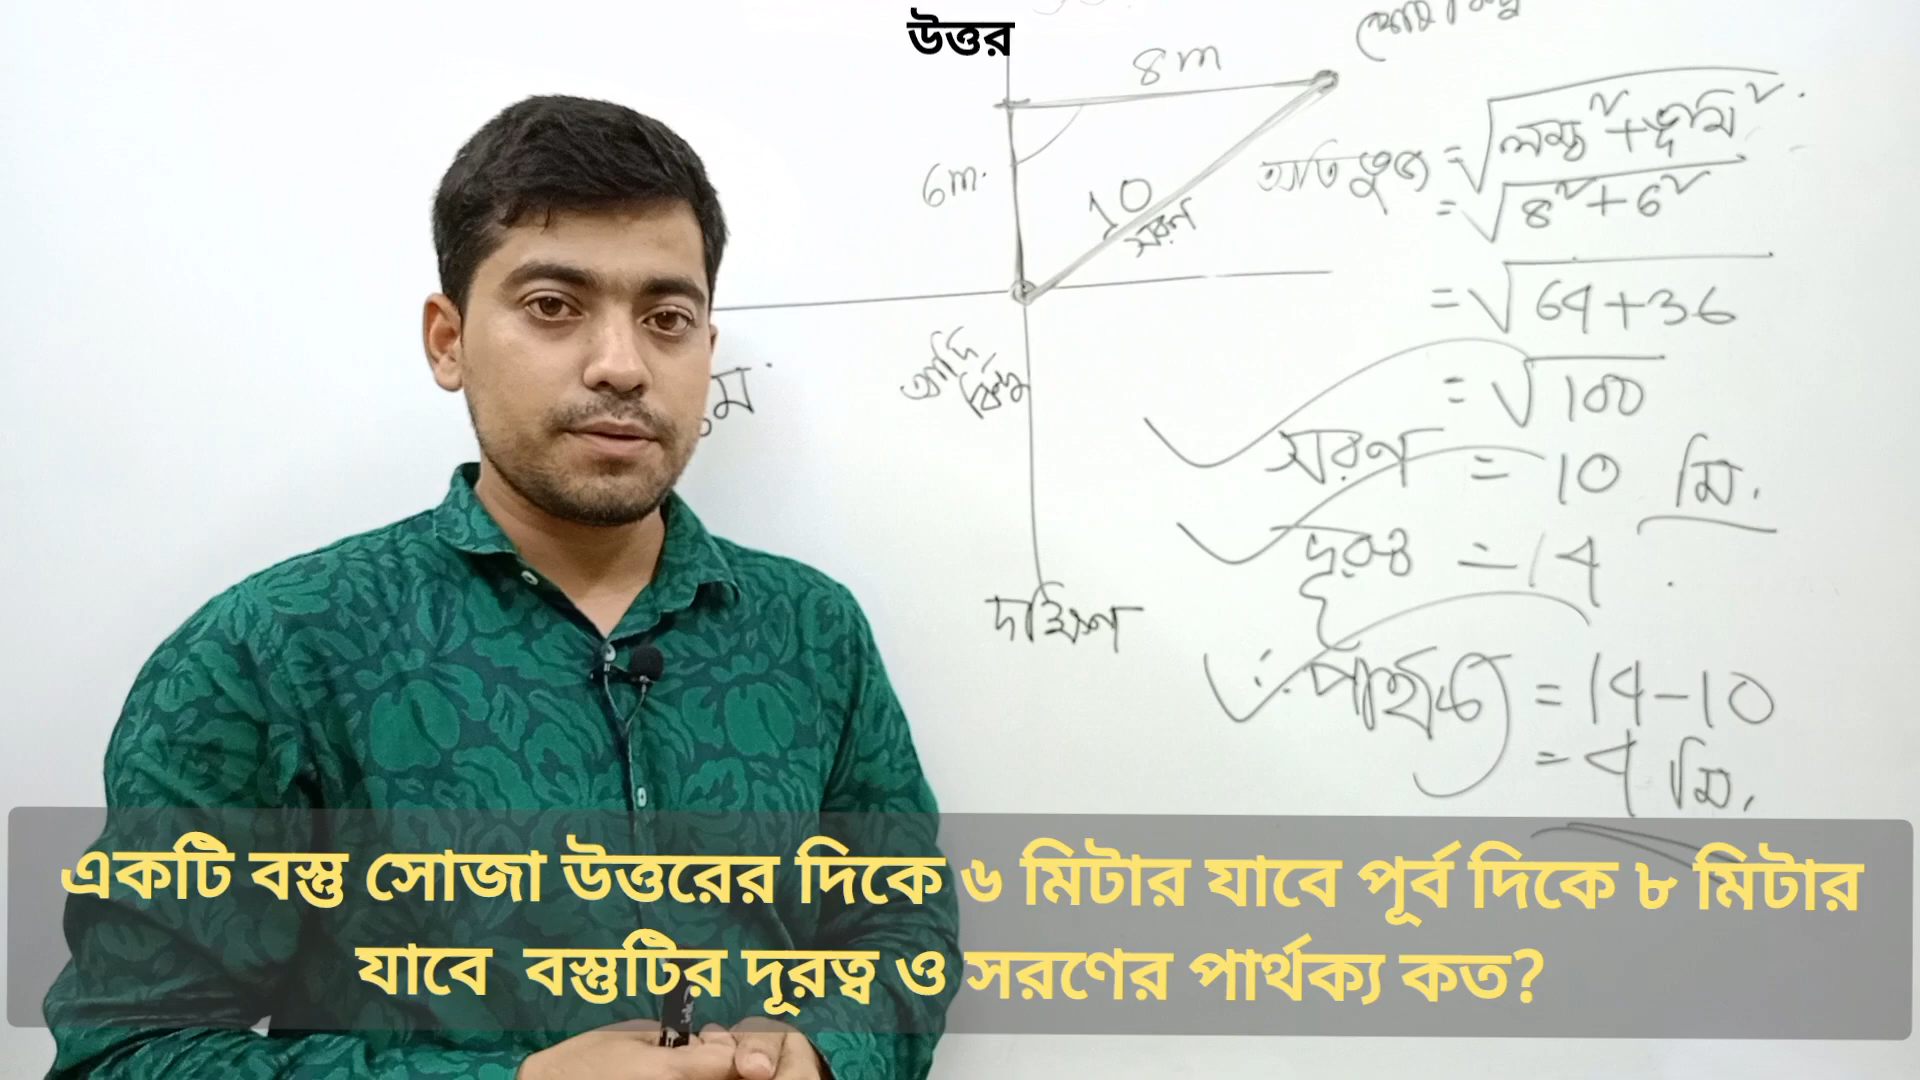 উত্তর
8 m
6m.
10
সরণ
আদি
বিন্দু
দক্ষিণ
অতিভুজ = √লম্ব² + ভূমি²
= √8² + 6²
= √64+36
= √100
সরণ = 10 মি.
দূরত্ব = 14
∴ পার্থক্য = 14-10
= 4 মি.
একটি বস্তু সোজা উত্তরের দিকে ৬ মিটার যাবে পূর্ব দিকে ৮ মিটার
যাবে বস্তুটির দূরত্ব ও সরণের পার্থক্য কত?